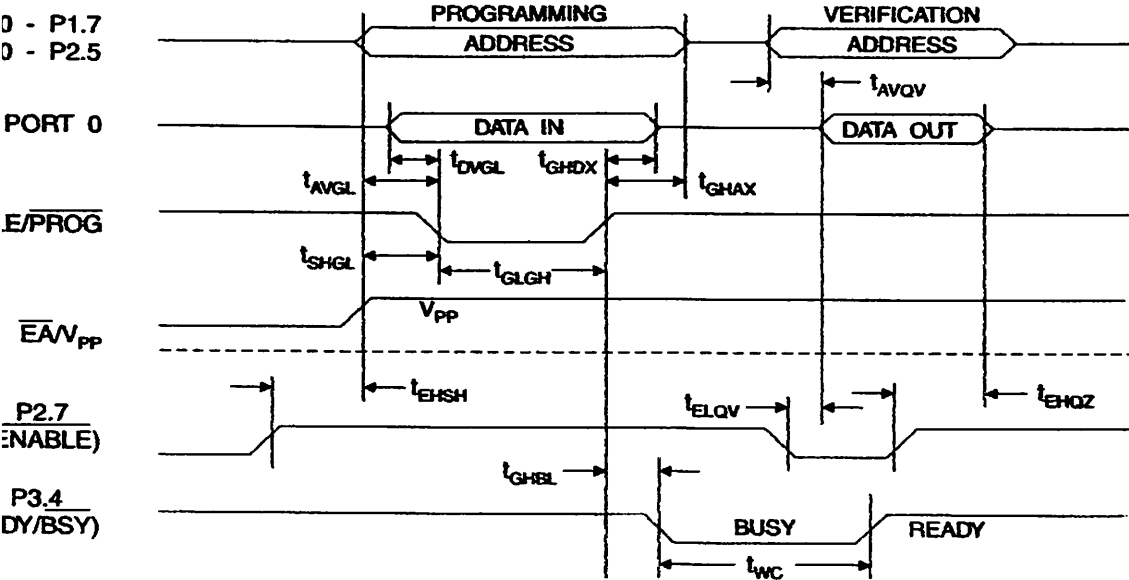 PROGRAMMING VERIFICATION
0 - P1.7
0 - P2.5
ADDRESS ADDRESS
tAVQV
PORT 0 DATA IN DATA OUT
tDVGL tGHDX
tAVGL tGHAX
LE/PROG
tSHGL tGLGH
VPP
EA/VPP
tEHSH tELQV tEHQZ
P2.7
ENABLE)
tGHBL
P3.4
DY/BSY) BUSY READY
tWC